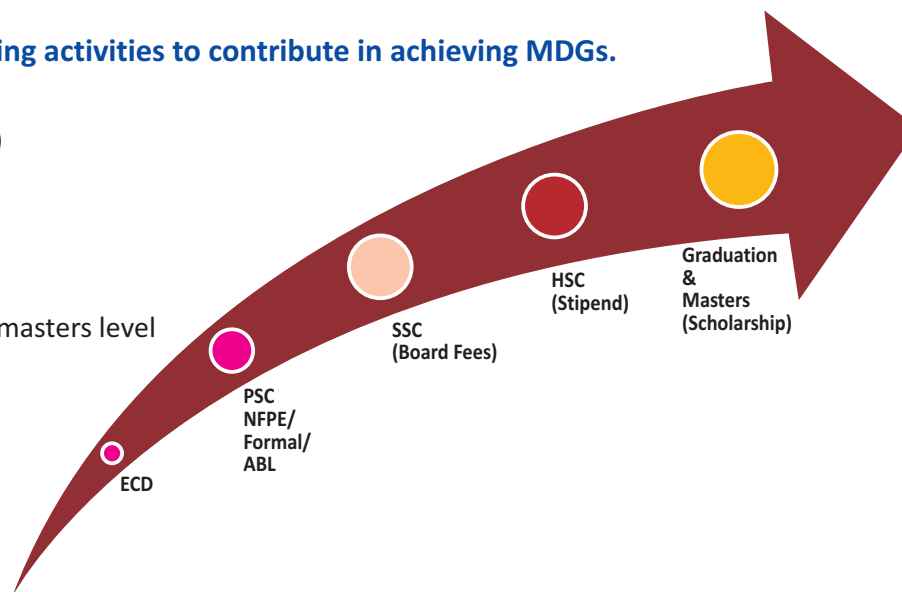 ing activities to contribute in achieving MDGs.
)
masters level
ECD
PSC
NFPE/
Formal/
ABL
SSC
(Board Fees)
HSC
(Stipend)
Graduation
&
Masters
(Scholarship)